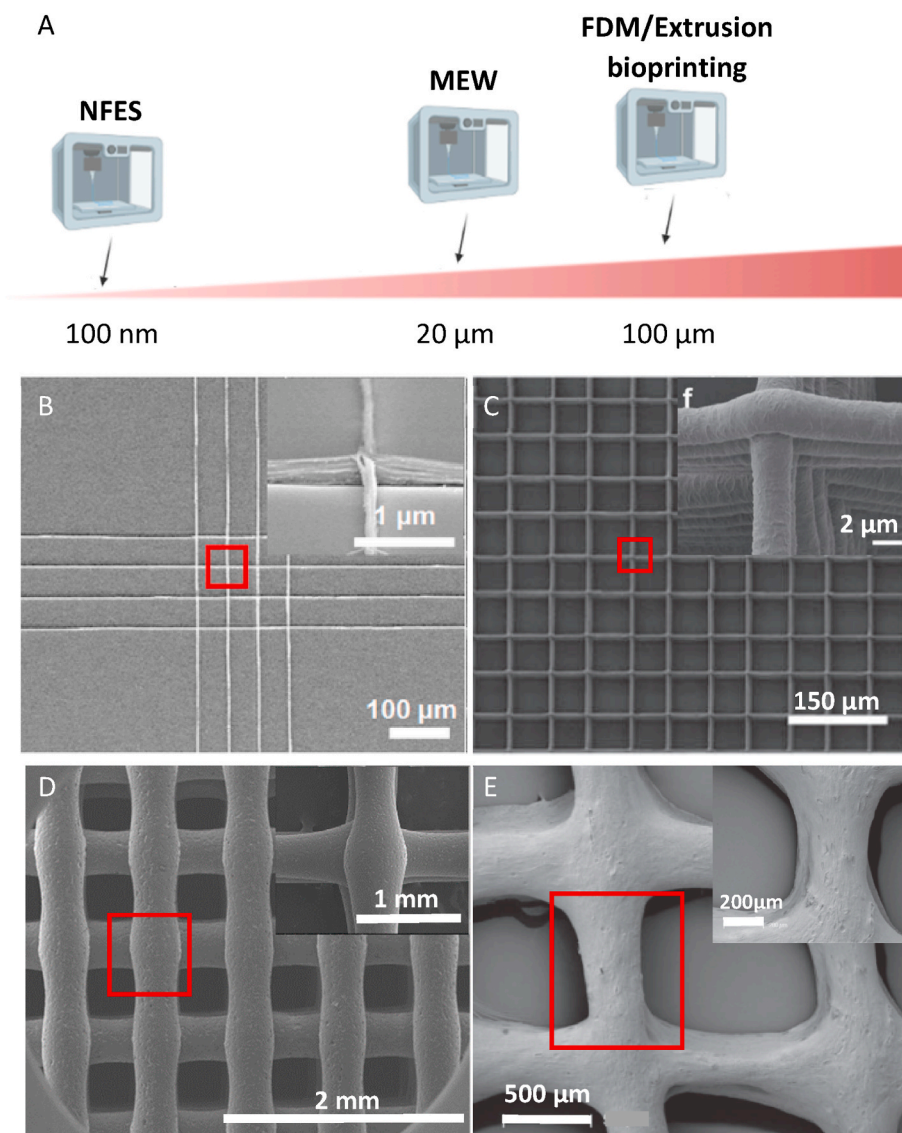 A
FDM/Extrusion
bioprinting
MEW
NFES
100 nm
20 µm
100 µm
B
1 µm
100 µm
C
f
2 µm
150 µm
D
1 mm
2 mm
E
200µm
500 µm